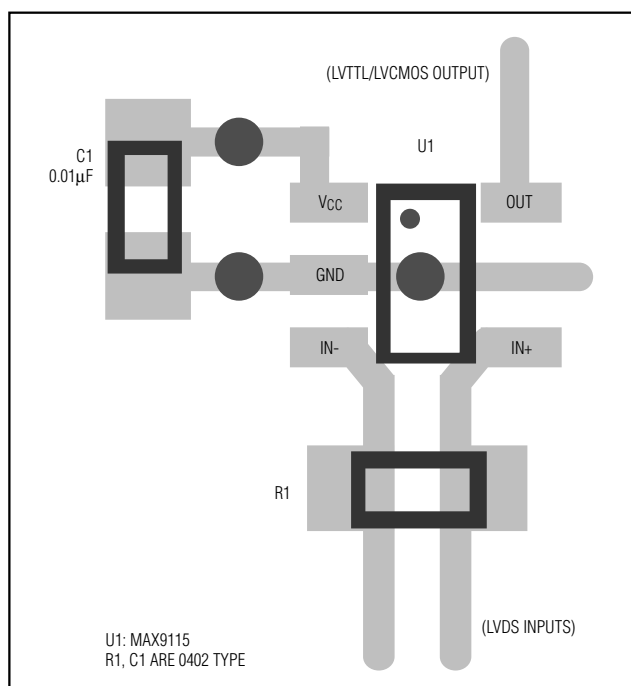 (LVTTL/LVCMOS OUTPUT)
U1
C1
0.01μF
VCC
OUT
GND
IN-
IN+
R1
(LVDS INPUTS)
U1: MAX9115
R1, C1 ARE 0402 TYPE